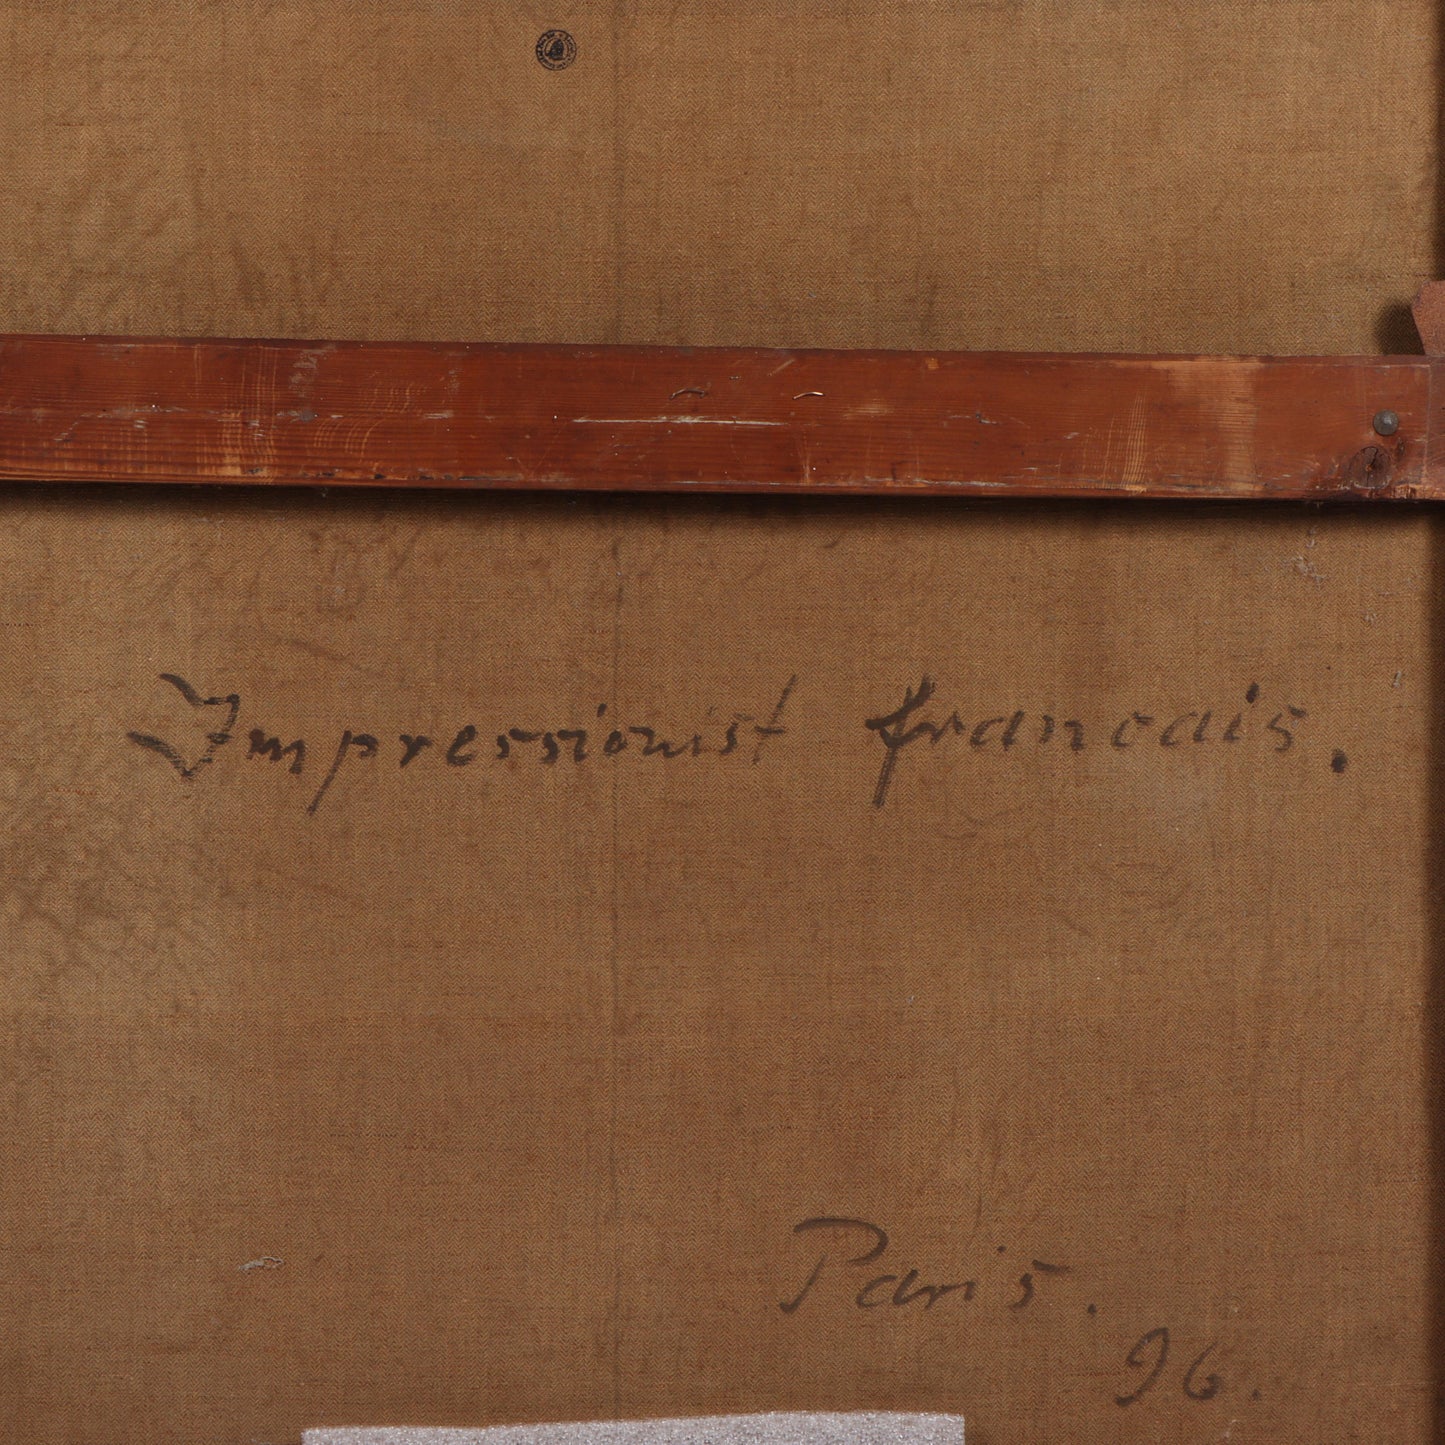 Impressionist francais.
Paris.
96.